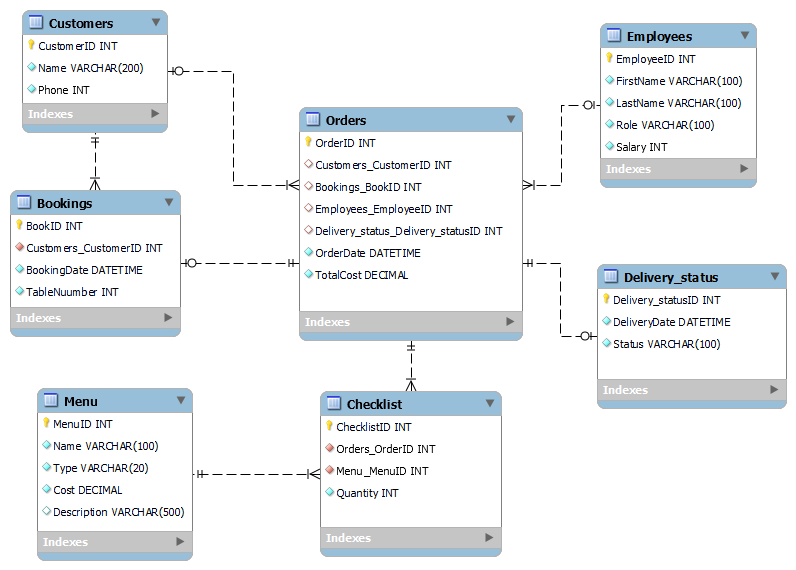 Customers
CustomerID INT
Name VARCHAR(200)
Phone INT
Indexes
Employees
EmployeeID INT
FirstName VARCHAR(100)
LastName VARCHAR(100)
Role VARCHAR(100)
Salary INT
Indexes
Orders
OrderID INT
Customers_CustomerID INT
Bookings_BookID INT
Employees_EmployeeID INT
Delivery_status_Delivery_statusID INT
OrderDate DATETIME
TotalCost DECIMAL
Indexes
Bookings
BookID INT
Customers_CustomerID INT
BookingDate DATETIME
TableNuumber INT
Indexes
Delivery_status
Delivery_statusID INT
DeliveryDate DATETIME
Status VARCHAR(100)
Indexes
Menu
MenuID INT
Name VARCHAR(100)
Type VARCHAR(20)
Cost DECIMAL
Description VARCHAR(500)
Indexes
Checklist
ChecklistID INT
Orders_OrderID INT
Menu_MenuID INT
Quantity INT
Indexes